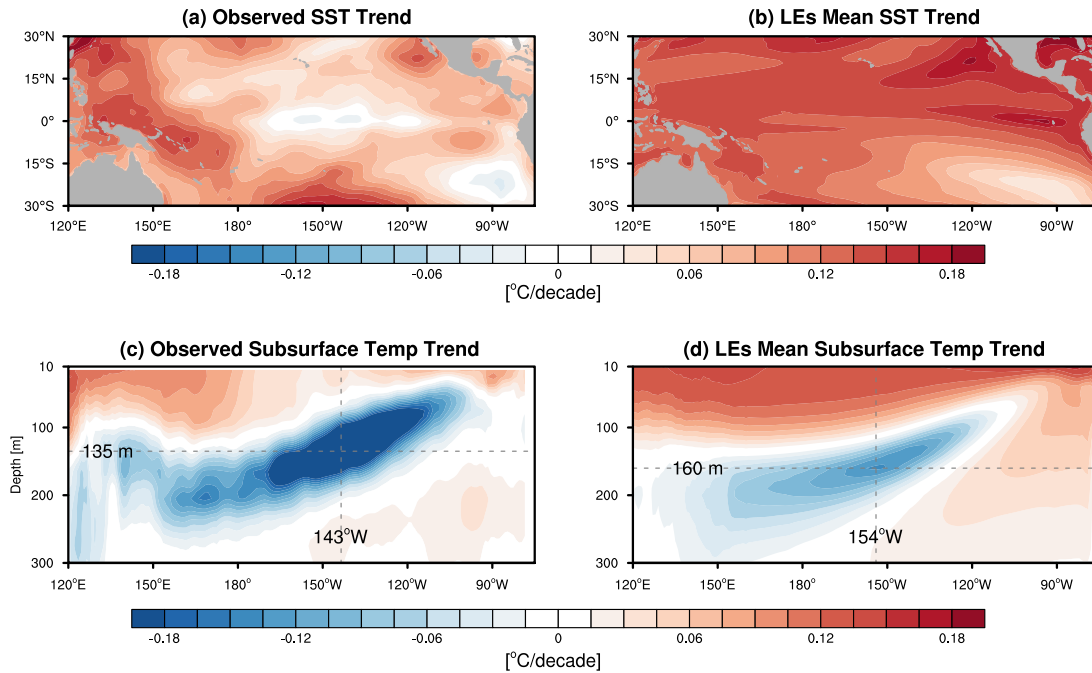 (a) Observed SST Trend
(b) LEs Mean SST Trend
30°N
15°N
0°
15°S
30°S
120°E 150°E 180° 150°W 120°W 90°W
30°N
15°N
0°
15°S
30°S
120°E 150°E 180° 150°W 120°W 90°W
-0.18 -0.12 -0.06 0 0.06 0.12 0.18
[°C/decade]
(c) Observed Subsurface Temp Trend
(d) LEs Mean Subsurface Temp Trend
Depth [m]
10
100
200
300
135 m
143°W
120°E 150°E 180° 150°W 120°W 90°W
10
100
200
300
160 m
154°W
120°E 150°E 180° 150°W 120°W 90°W
-0.18 -0.12 -0.06 0 0.06 0.12 0.18
[°C/decade]